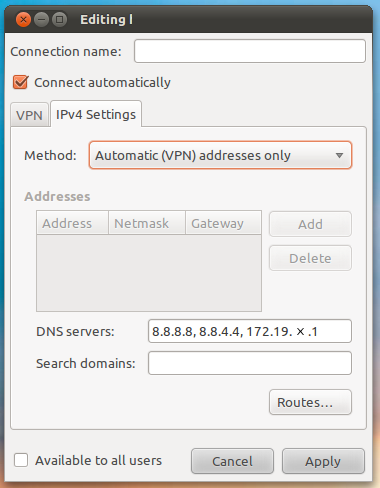 Editing l
Connection name:
Connect automatically
VPN
IPv4 Settings
Method:
Automatic (VPN) addresses only
Addresses
Address
Netmask
Gateway
Add
Delete
DNS servers:
8.8.8.8, 8.8.4.4, 172.19. × .1
Search domains:
Routes...
Available to all users
Cancel
Apply